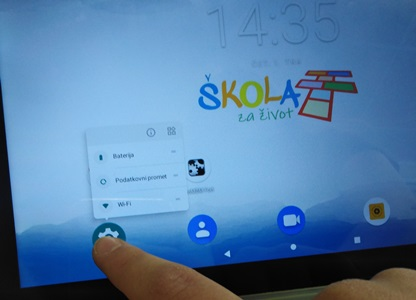 14:35
ŠKOLA
za život
Baterija
Podatkovni promet
Wi-Fi